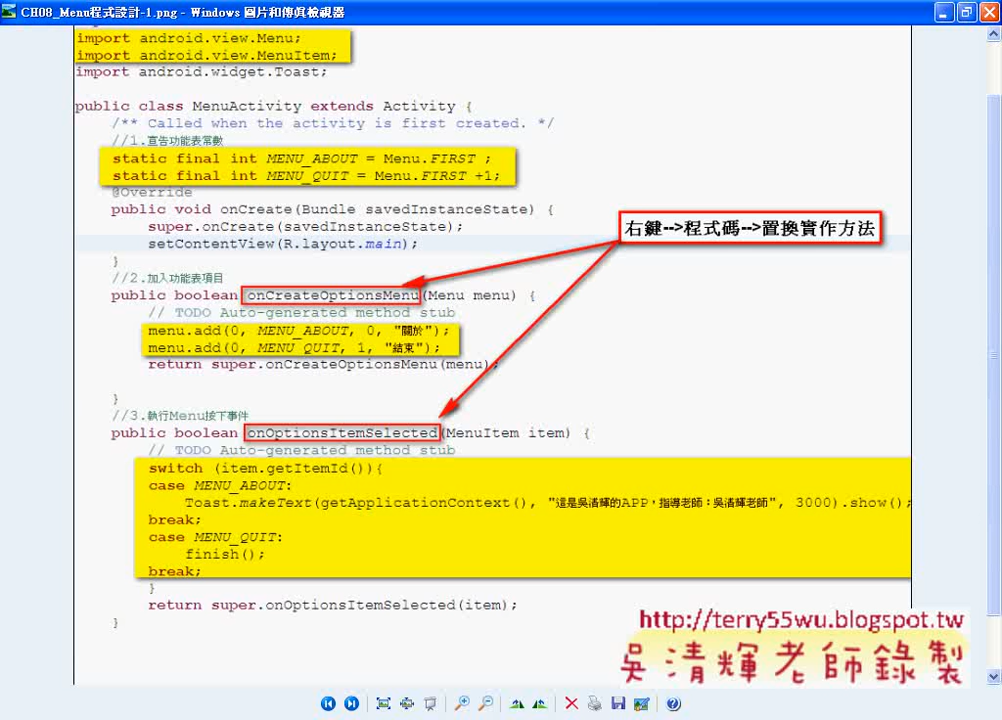 CH08_Menu程式設計-1.png - Windows 圖片和傳真檢視器
import android.view.Menu;
import android.view.MenuItem;
import android.widget.Toast;
public class MenuActivity extends Activity {
/** Called when the activity is first created. */
//1.宣告功能表常數
static final int MENU_ABOUT = Menu.FIRST ;
static final int MENU_QUIT = Menu.FIRST +1;
@Override
public void onCreate(Bundle savedInstanceState) {
super.onCreate(savedInstanceState);
setContentView(R.layout.main);
}
右鍵-->程式碼-->置換實作方法
//2.加入功能表項目
public boolean onCreateOptionsMenu(Menu menu) {
// TODO Auto-generated method stub
menu.add(0, MENU_ABOUT, 0, "關於");
menu.add(0, MENU_QUIT, 1, "結束");
return super.onCreateOptionsMenu(menu);
}
//3.執行Menu按下事件
public boolean onOptionsItemSelected(MenuItem item) {
// TODO Auto-generated method stub
switch (item.getItemId()){
case MENU_ABOUT:
Toast.makeText(getApplicationContext(), "這是吳清輝的APP，指導老師：吳清輝老師", 3000).show();
break;
case MENU_QUIT:
finish();
break;
}
return super.onOptionsItemSelected(item);
}
http://terry55wu.blogspot.tw
吳清輝老師錄製